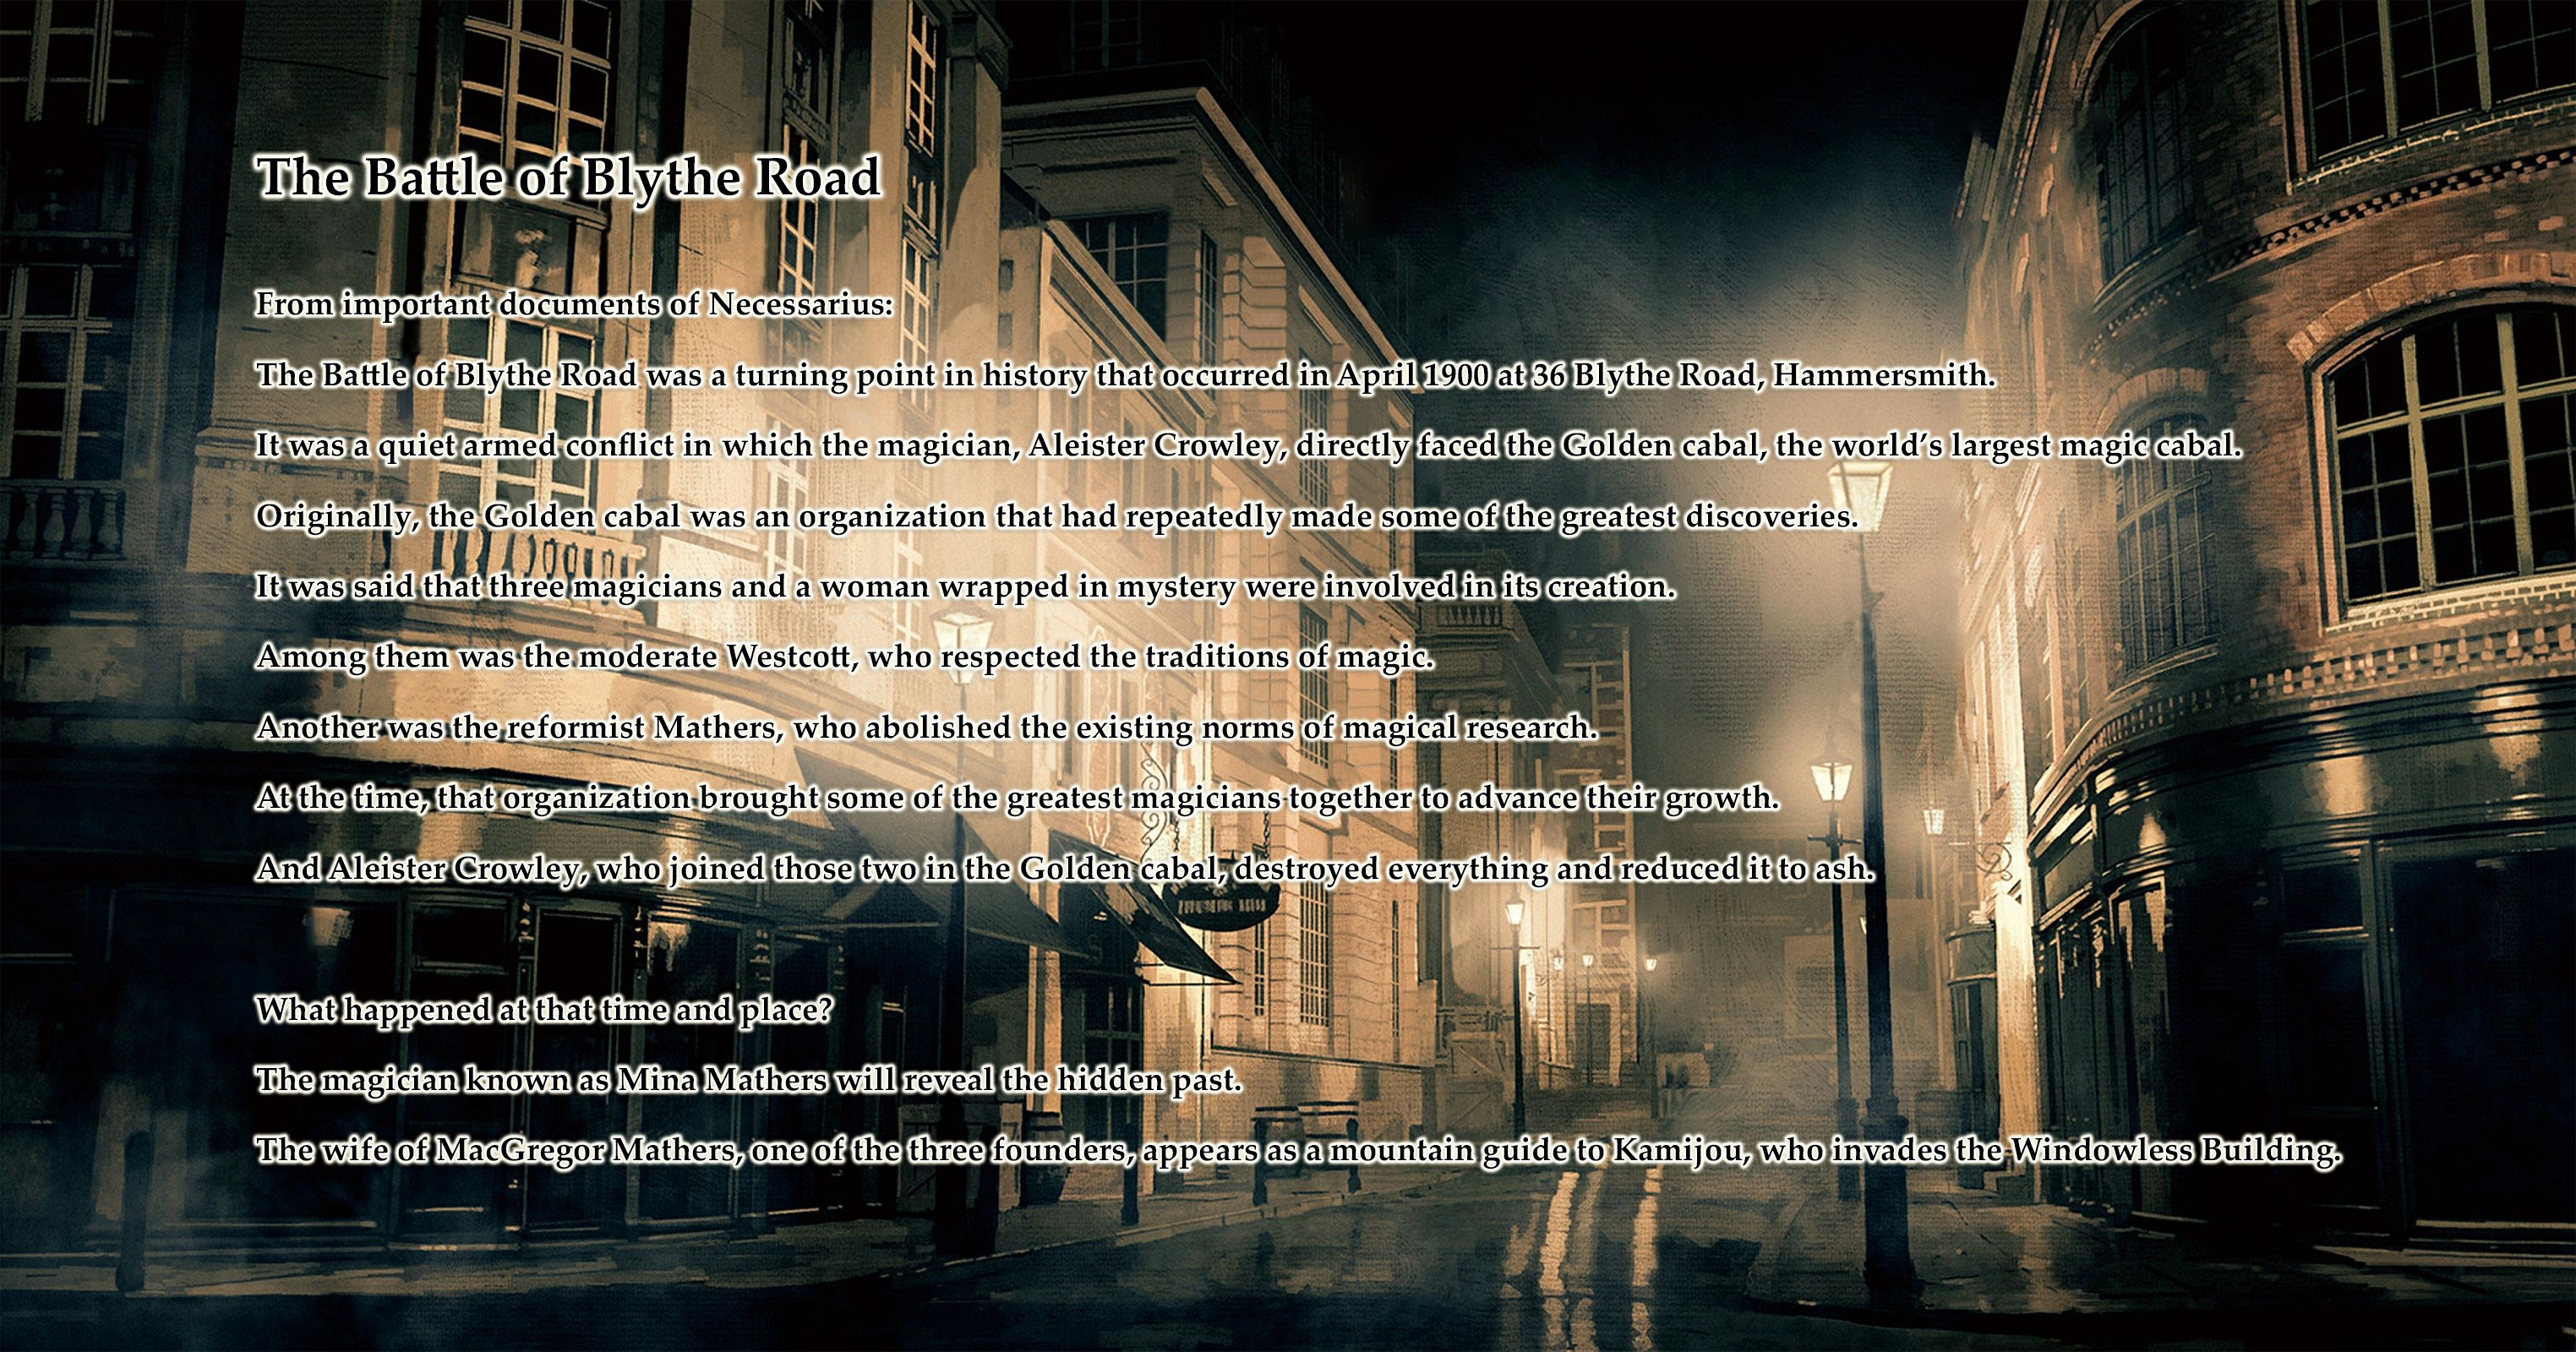 The Battle of Blythe Road
From important documents of Necessarius:
The Battle of Blythe Road was a turning point in history that occurred in April 1900 at 36 Blythe Road, Hammersmith.
It was a quiet armed conflict in which the magician, Aleister Crowley, directly faced the Golden cabal, the world’s largest magic cabal.
Originally, the Golden cabal was an organization that had repeatedly made some of the greatest discoveries.
It was said that three magicians and a woman wrapped in mystery were involved in its creation.
Among them was the moderate Westcott, who respected the traditions of magic.
Another was the reformist Mathers, who abolished the existing norms of magical research.
At the time, that organization brought some of the greatest magicians together to advance their growth.
And Aleister Crowley, who joined those two in the Golden cabal, destroyed everything and reduced it to ash.
What happened at that time and place?
The magician known as Mina Mathers will reveal the hidden past.
The wife of MacGregor Mathers, one of the three founders, appears as a mountain guide to Kamijou, who invades the Windowless Building.